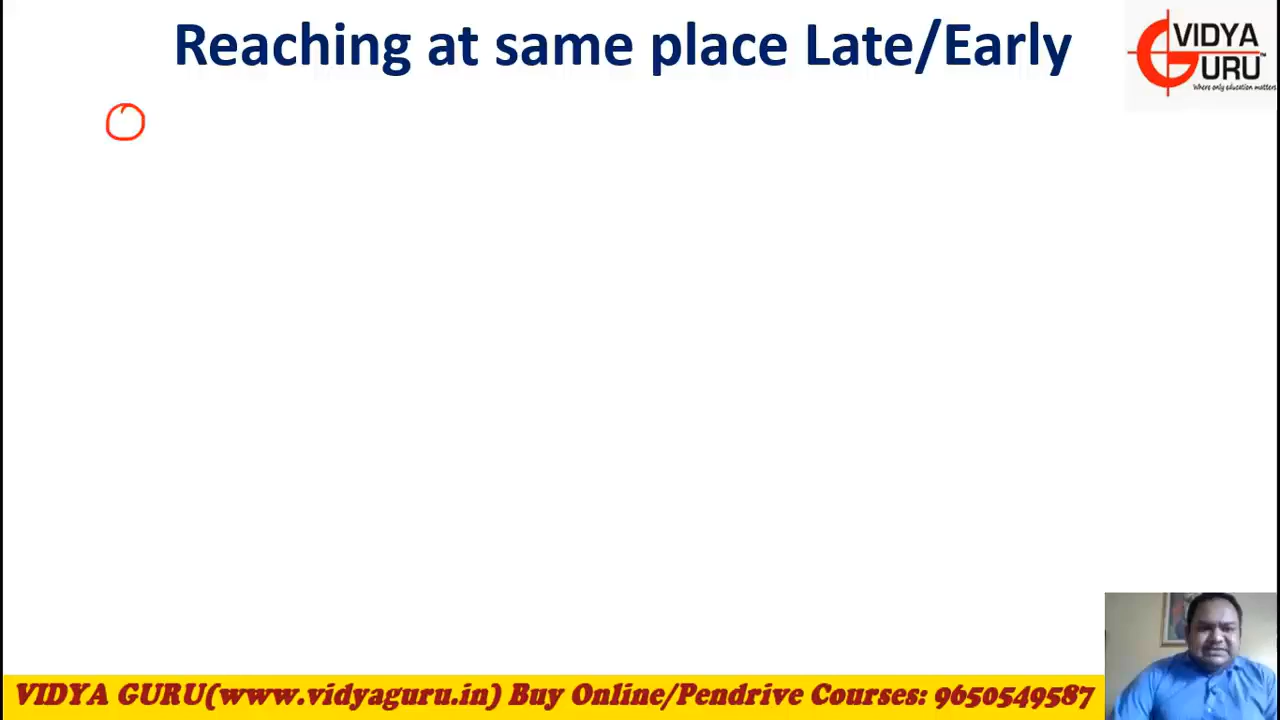 Reaching at same place Late/Early
VIDYA
GURU™
Where only education matters
VIDYA GURU(www.vidyaguru.in) Buy Online/Pendrive Courses: 9650549587